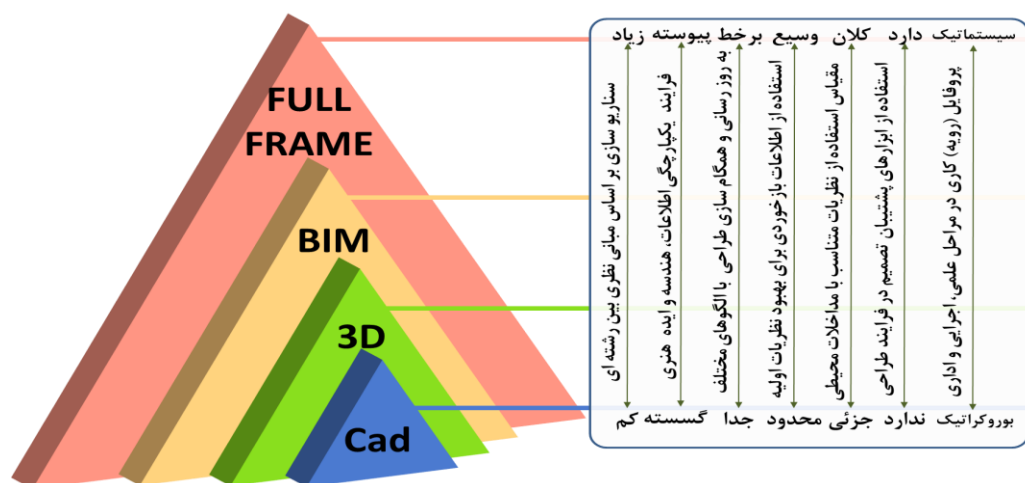 FULL
FRAME
BIM
3D
Cad
سیستماتیک دارد کلان وسیع برخط پیوسته زیاد
پروفایل (رویه) کاری در مراحل علمی، اجرایی و اداری
استفاده از ابزارهای پشتیبان تصمیم در فرایند طراحی
مقیاس استفاده از نظریات متناسب با مداخلات محیطی
استفاده از اطلاعات بازخوردی برای بهبود نظریات اولیه
به روز رسانی و همگام سازی طراحی با الگوهای مختلف
فرایند یکپارچگی اطلاعات، هندسه و ایده هنری
سناریو سازی بر اساس مبانی نظری بین رشته ای
بوروکراتیک ندارد جزئی محدود جدا گسسته کم